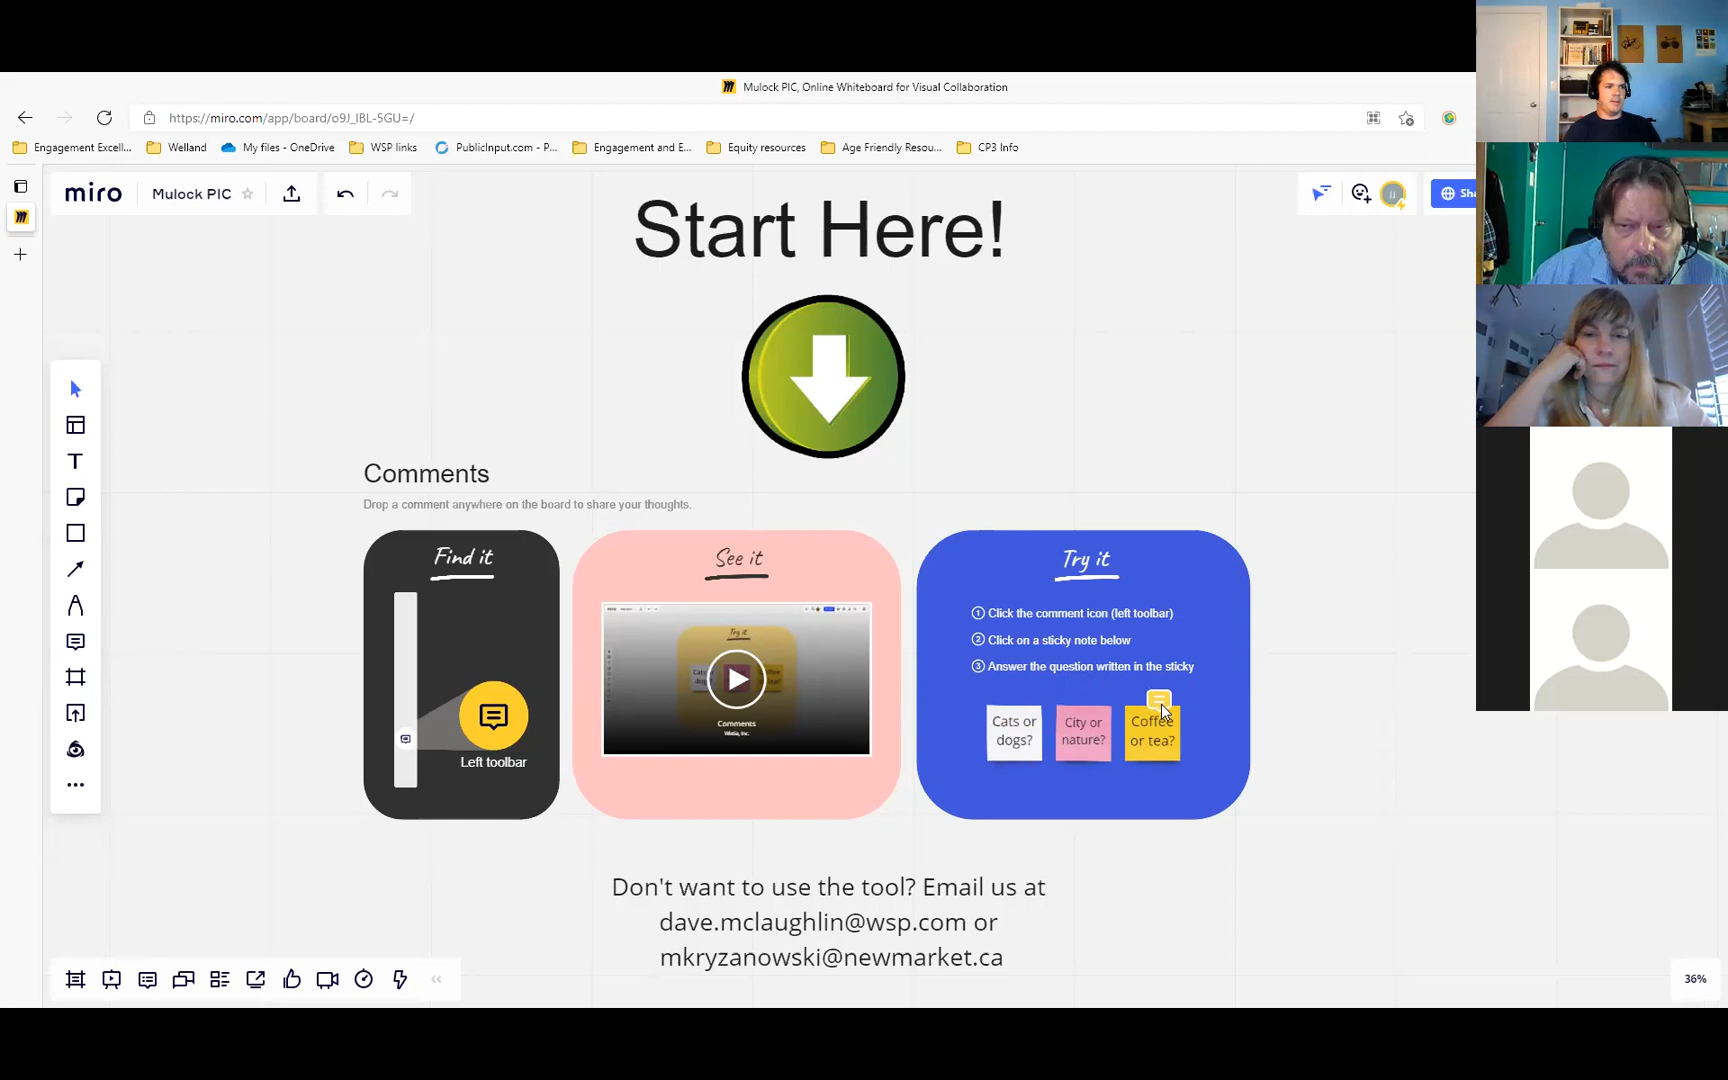 Mulock PIC, Online Whiteboard for Visual Collaboration
https://miro.com/app/board/o9J_lBL-5GU=/
Engagement Excell...
Welland
My files - OneDrive
WSP links
PublicInput.com - P...
Engagement and E...
Equity resources
Age Friendly Resou...
CP3 Info
miro
Mulock PIC
Sha
Start Here!
Comments
Drop a comment anywhere on the board to share your thoughts.
Find it
Left toolbar
See it
Try it
Comments
Try it
1 Click the comment icon (left toolbar)
2 Click on a sticky note below
3 Answer the question written in the sticky
Cats or
dogs?
City or
nature?
Coffee
or tea?
Don't want to use the tool? Email us at
dave.mclaughlin@wsp.com or
mkryzanowski@newmarket.ca
36%